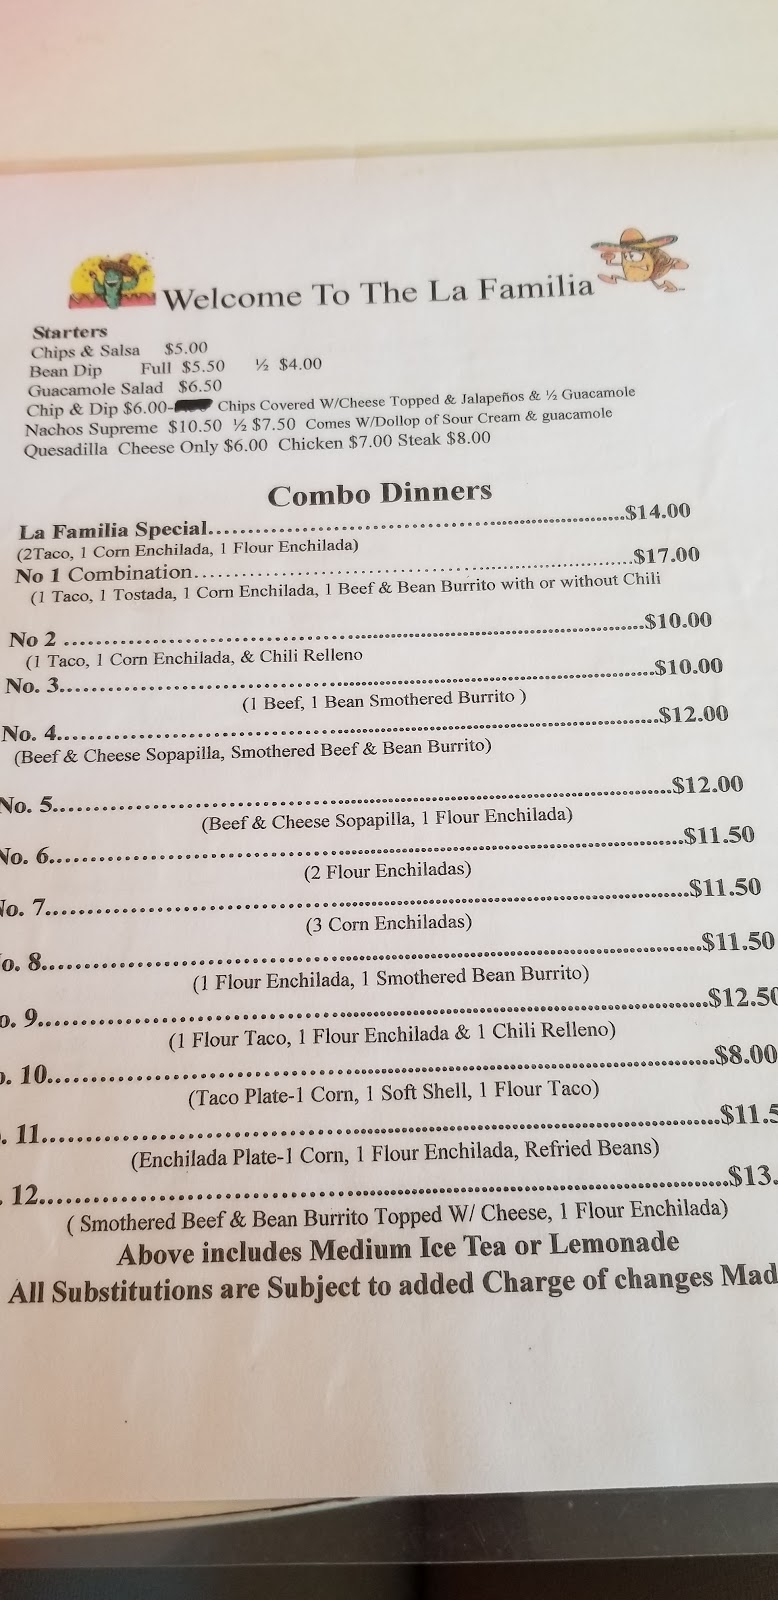 Welcome To The La Familia
Starters
Chips & Salsa $5.00
Bean Dip Full $5.50 ½ $4.00
Guacamole Salad $6.50
Chip & Dip $6.00- Chips Covered W/Cheese Topped & Jalapeños & ½ Guacamole
Nachos Supreme $10.50 ½ $7.50 Comes W/Dollop of Sour Cream & guacamole
Quesadilla Cheese Only $6.00 Chicken $7.00 Steak $8.00
Combo Dinners
La Familia Special..........$14.00
(2Taco, 1 Corn Enchilada, 1 Flour Enchilada)
No 1 Combination..........$17.00
(1 Taco, 1 Tostada, 1 Corn Enchilada, 1 Beef & Bean Burrito with or without Chili
No 2 ..........$10.00
(1 Taco, 1 Corn Enchilada, & Chili Relleno
No. 3..........$10.00
(1 Beef, 1 Bean Smothered Burrito )
No. 4..........$12.00
(Beef & Cheese Sopapilla, Smothered Beef & Bean Burrito)
No. 5..........$12.00
(Beef & Cheese Sopapilla, 1 Flour Enchilada)
No. 6..........$11.50
(2 Flour Enchiladas)
No. 7..........$11.50
(3 Corn Enchiladas)
o. 8..........$11.50
(1 Flour Enchilada, 1 Smothered Bean Burrito)
o. 9..........$12.50
(1 Flour Taco, 1 Flour Enchilada & 1 Chili Relleno)
. 10..........$8.00
(Taco Plate-1 Corn, 1 Soft Shell, 1 Flour Taco)
. 11..........$11.5
(Enchilada Plate-1 Corn, 1 Flour Enchilada, Refried Beans)
. 12..........$13.
( Smothered Beef & Bean Burrito Topped W/ Cheese, 1 Flour Enchilada)
Above includes Medium Ice Tea or Lemonade
All Substitutions are Subject to added Charge of changes Mad